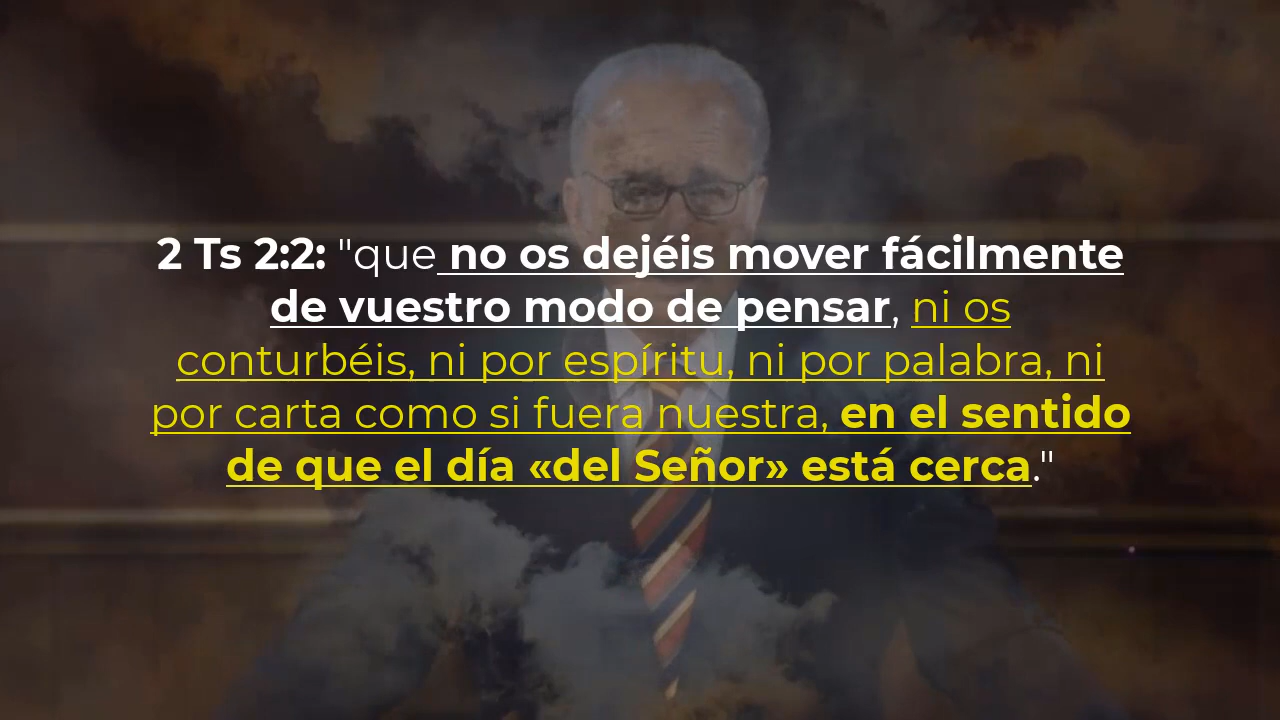 2 Ts 2:2: "que no os dejéis mover fácilmente
de vuestro modo de pensar, ni os
conturbéis, ni por espíritu, ni por palabra, ni
por carta como si fuera nuestra, en el sentido
de que el día «del Señor» está cerca."